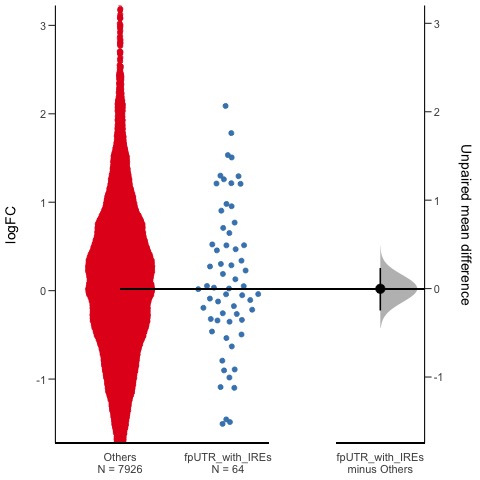 3
2
1
0
-1
logFC
3
2
1
0
-1
Unpaired mean difference
Others
N = 7926
fpUTR_with_IREs
N = 64
fpUTR_with_IREs
minus Others